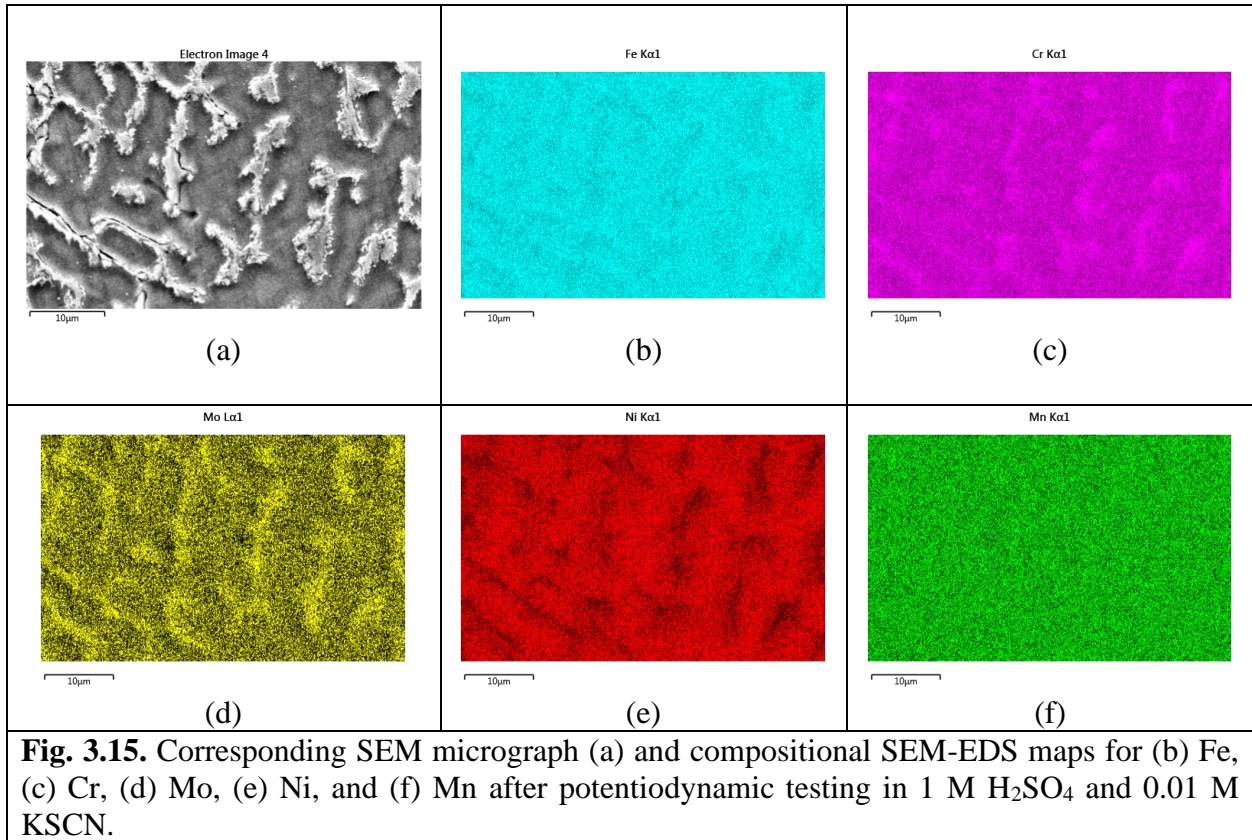 Electron Image 4
10μm
(a)
Fe Kα1
10μm
(b)
Cr Kα1
10μm
(c)
Mo Lα1
10μm
(d)
Ni Kα1
10μm
(e)
Mn Kα1
10μm
(f)
Fig. 3.15. Corresponding SEM micrograph (a) and compositional SEM-EDS maps for (b) Fe,
(c) Cr, (d) Mo, (e) Ni, and (f) Mn after potentiodynamic testing in 1 M H₂SO₄ and 0.01 M
KSCN.